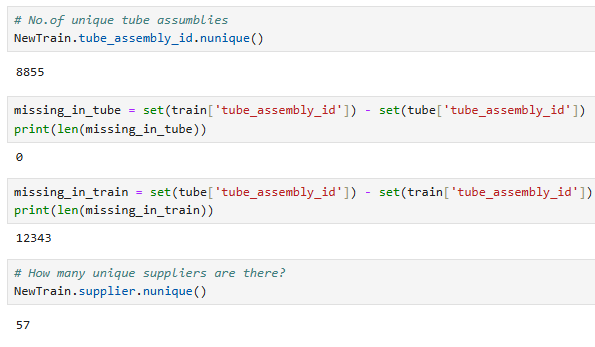 # No.of unique tube assumblies
NewTrain.tube_assembly_id.nunique()
8855
missing_in_tube = set(train['tube_assembly_id']) - set(tube['tube_assembly_id'])
print(len(missing_in_tube))
0
missing_in_train = set(tube['tube_assembly_id']) - set(train['tube_assembly_id'])
print(len(missing_in_train))
12343
# How many unique suppliers are there?
NewTrain.supplier.nunique()
57